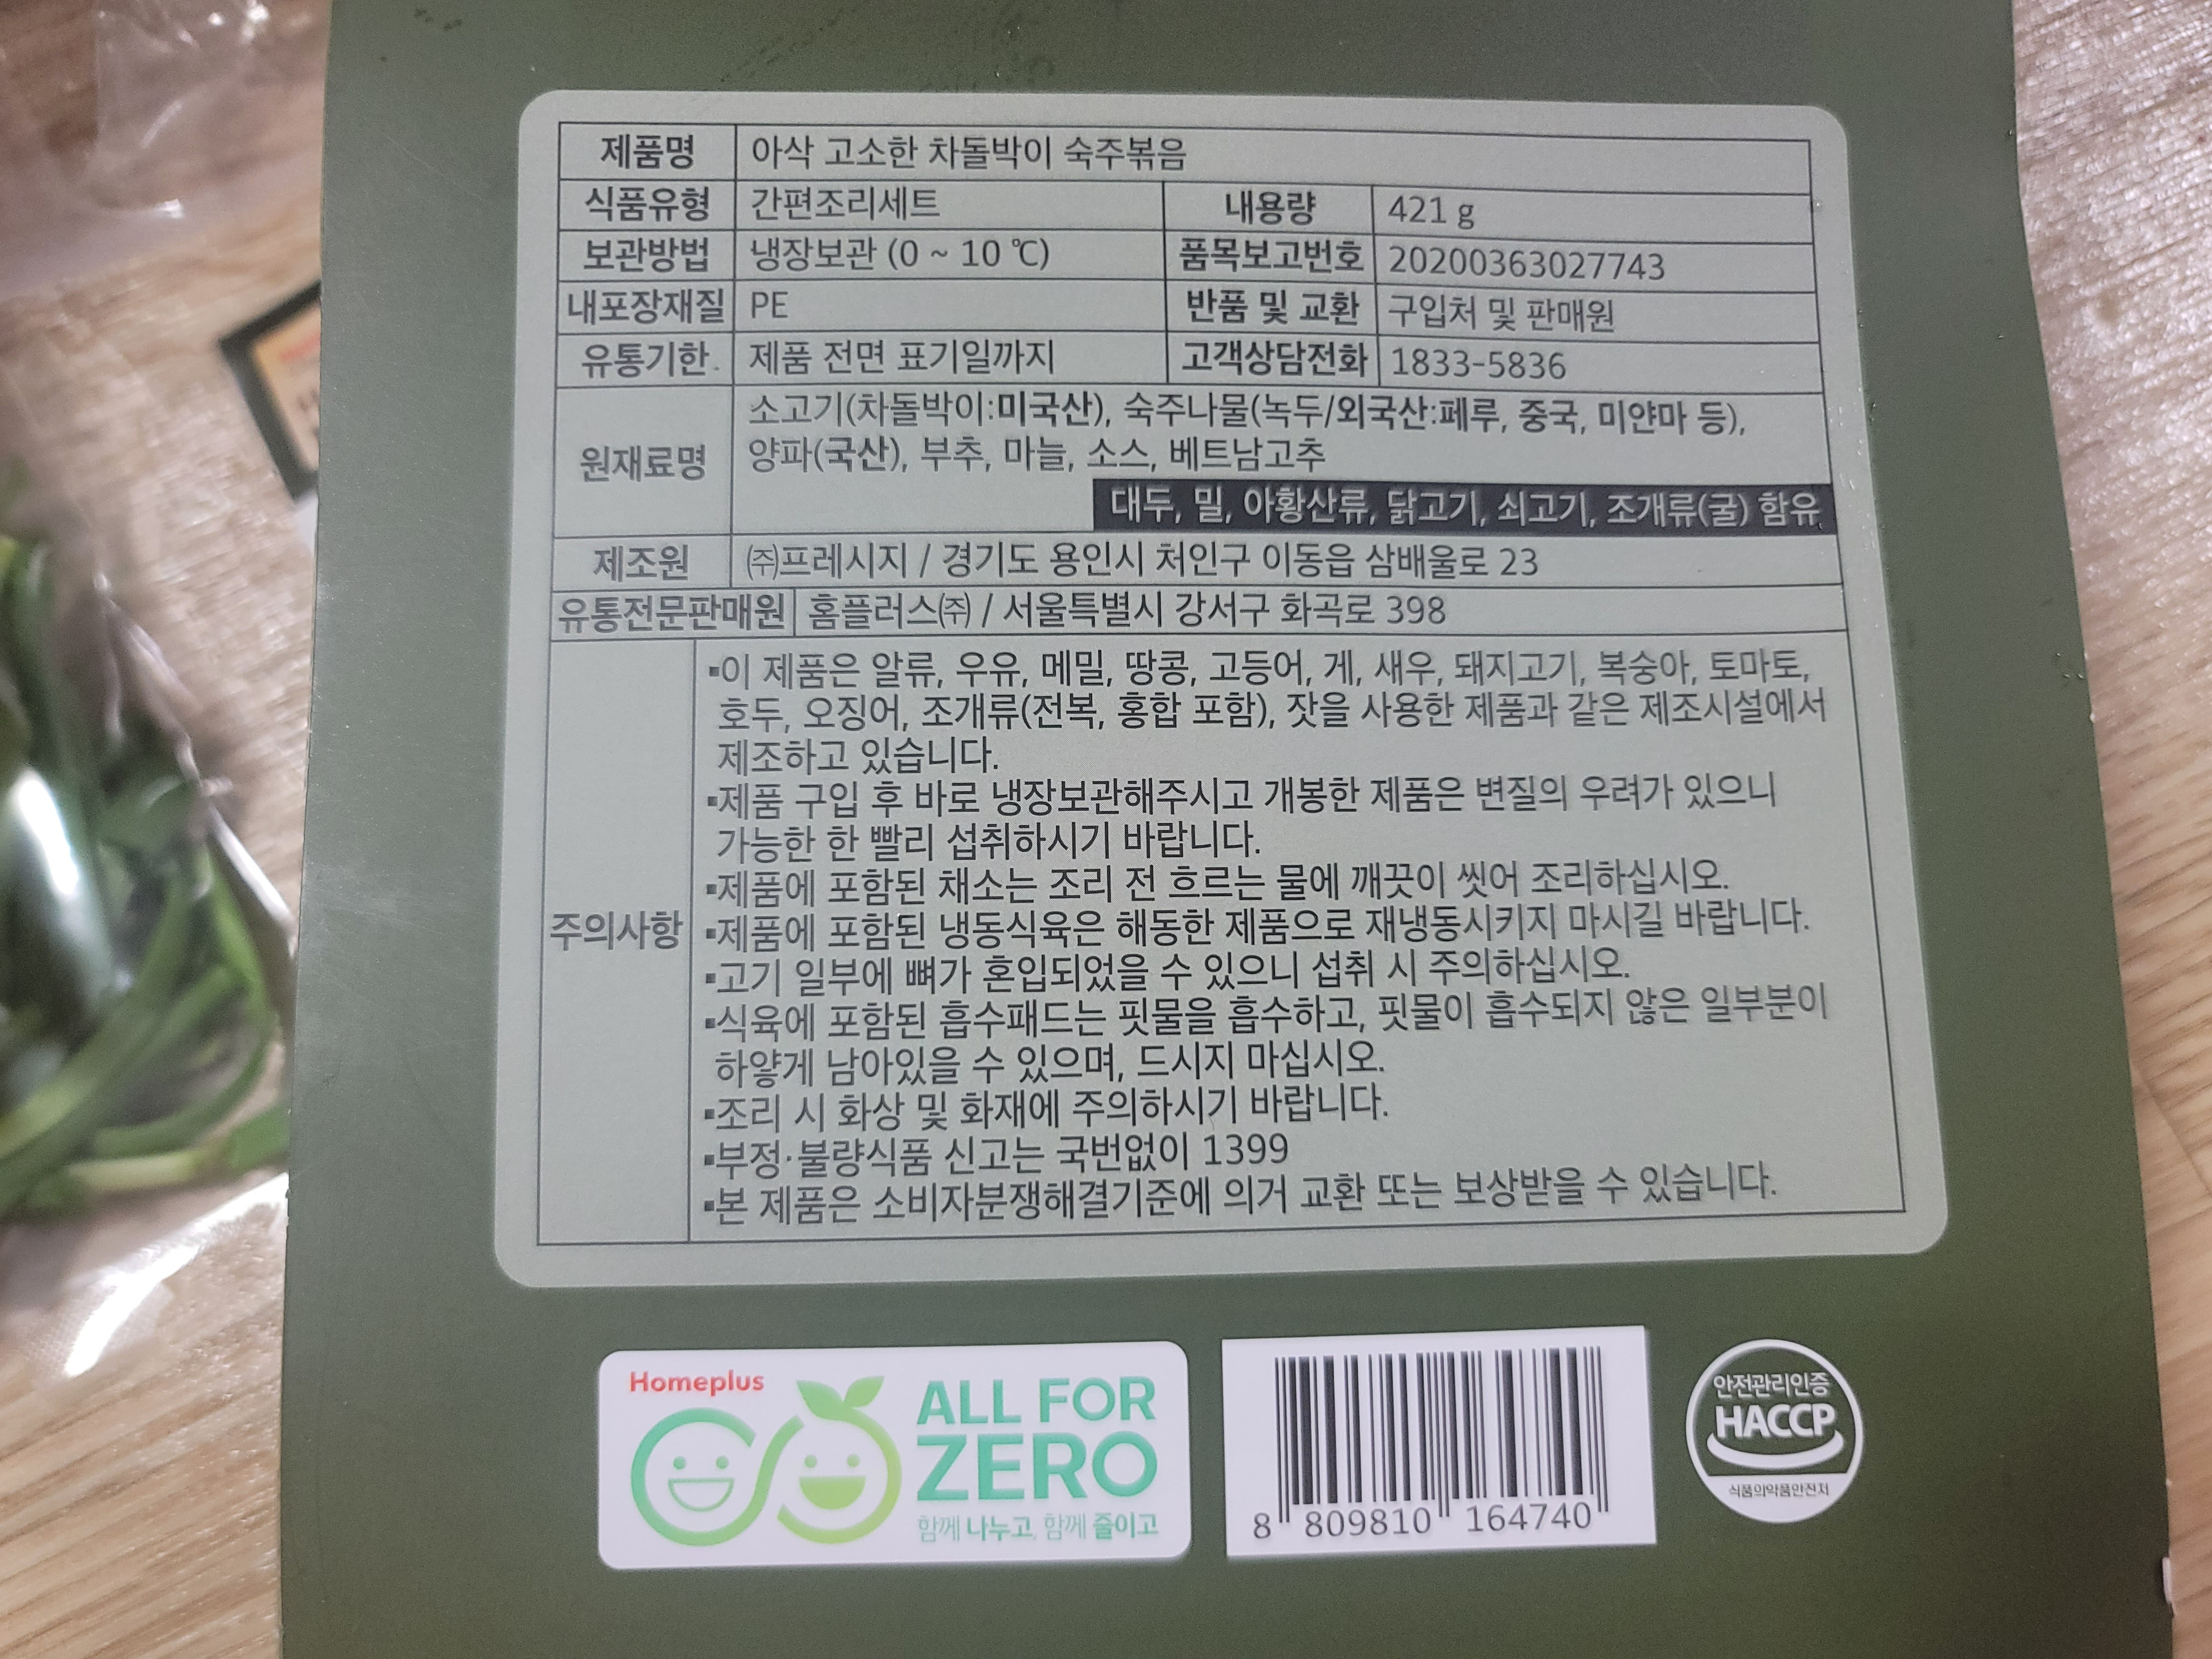 제품명 아삭 고소한 차돌박이 숙주볶음
식품유형 간편조리세트 내용량 421 g
보관방법 냉장보관 (0 ~ 10 ℃) 품목보고번호 20200363027743
내포장재질 PE 반품 및 교환 구입처 및 판매원
유통기한 제품 전면 표기일까지 고객상담전화 1833-5836
원재료명 소고기(차돌박이:미국산), 숙주나물(녹두/외국산:페루, 중국, 미얀마 등),
양파(국산), 부추, 마늘, 소스, 베트남고추
대두, 밀, 아황산류, 닭고기, 쇠고기, 조개류(굴) 함유
제조원 ㈜프레시지 / 경기도 용인시 처인구 이동읍 삼배울로 23
유통전문판매원 홈플러스㈜ / 서울특별시 강서구 화곡로 398
주의사항
▪이 제품은 알류, 우유, 메밀, 땅콩, 고등어, 게, 새우, 돼지고기, 복숭아, 토마토,
호두, 오징어, 조개류(전복, 홍합 포함), 잣을 사용한 제품과 같은 제조시설에서
제조하고 있습니다.
▪제품 구입 후 바로 냉장보관해주시고 개봉한 제품은 변질의 우려가 있으니
가능한 한 빨리 섭취하시기 바랍니다.
▪제품에 포함된 채소는 조리 전 흐르는 물에 깨끗이 씻어 조리하십시오.
▪제품에 포함된 냉동식육은 해동한 제품으로 재냉동시키지 마시길 바랍니다.
▪고기 일부에 뼈가 혼입되었을 수 있으니 섭취 시 주의하십시오.
▪식육에 포함된 흡수패드는 핏물을 흡수하고, 핏물이 흡수되지 않은 일부분이
하얗게 남아있을 수 있으며, 드시지 마십시오.
▪조리 시 화상 및 화재에 주의하시기 바랍니다.
▪부정·불량식품 신고는 국번없이 1399
▪본 제품은 소비자분쟁해결기준에 의거 교환 또는 보상받을 수 있습니다.
Homeplus
ALL FOR
ZERO
함께 나누고, 함께 줄이고
8 809810 164740
안전관리인증
HACCP
식품의약품안전처